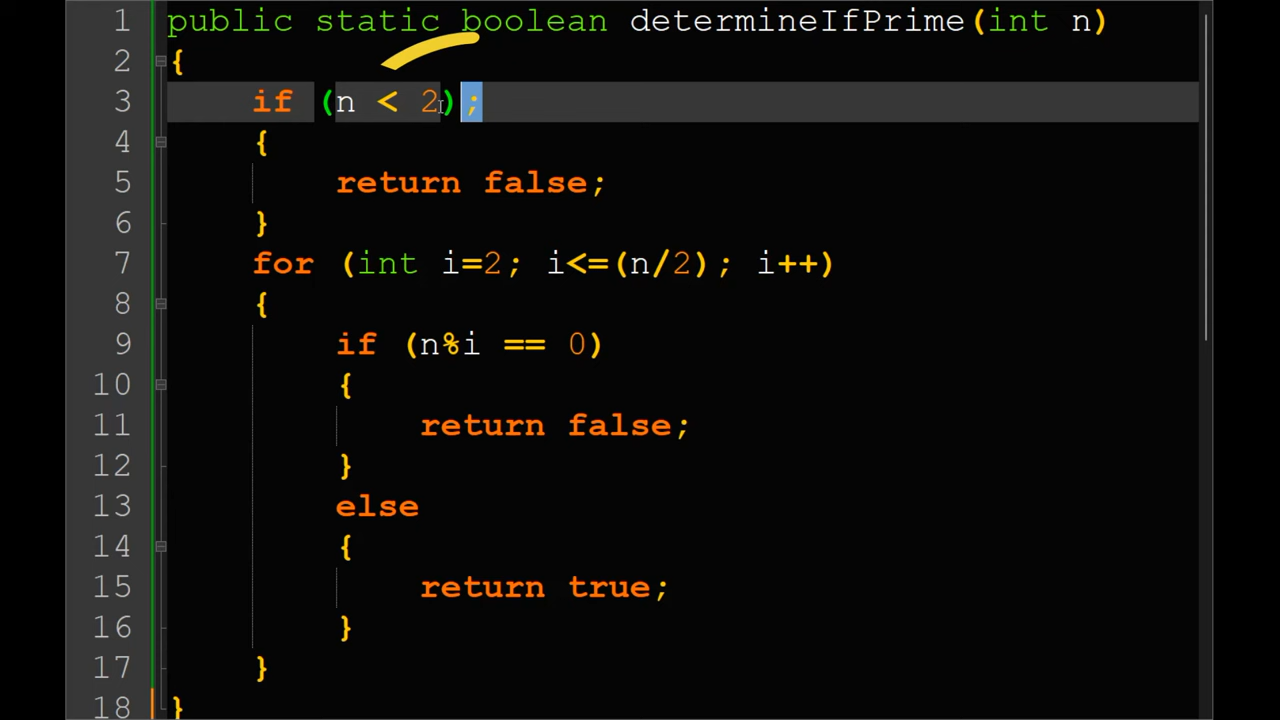 1 public static boolean determineIfPrime(int n)
2 {
3 if (n < 2);
4 {
5 return false;
6 }
7 for (int i=2; i<=(n/2); i++)
8 {
9 if (n%i == 0)
10 {
11 return false;
12 }
13 else
14 {
15 return true;
16 }
17 }
18 }